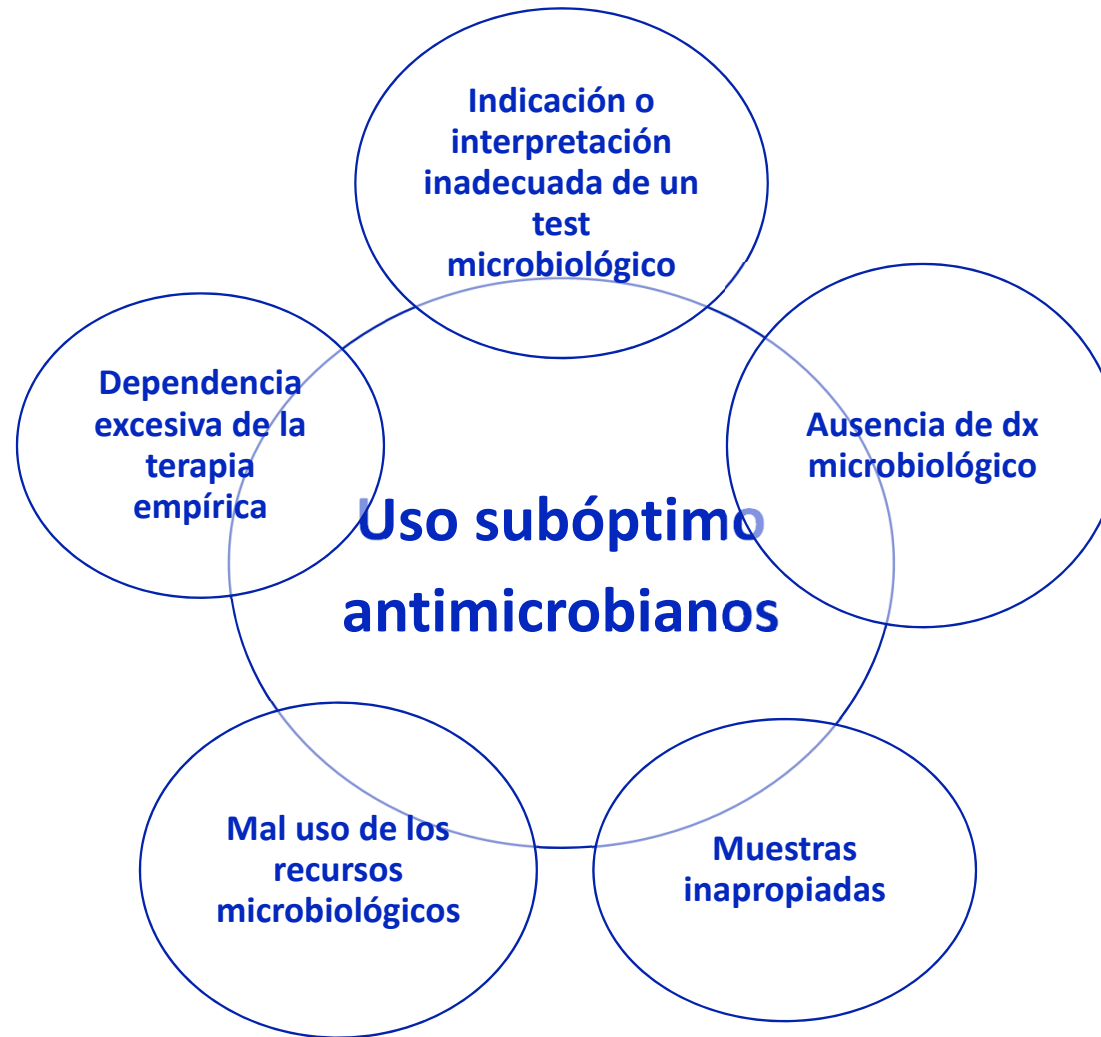 Indicación o
interpretación
inadecuada de un
test
microbiológico
Dependencia
excesiva de la
terapia
empírica
Ausencia de dx
microbiológico
Uso subóptimo
antimicrobianos
Mal uso de los
recursos
microbiológicos
Muestras
inapropiadas